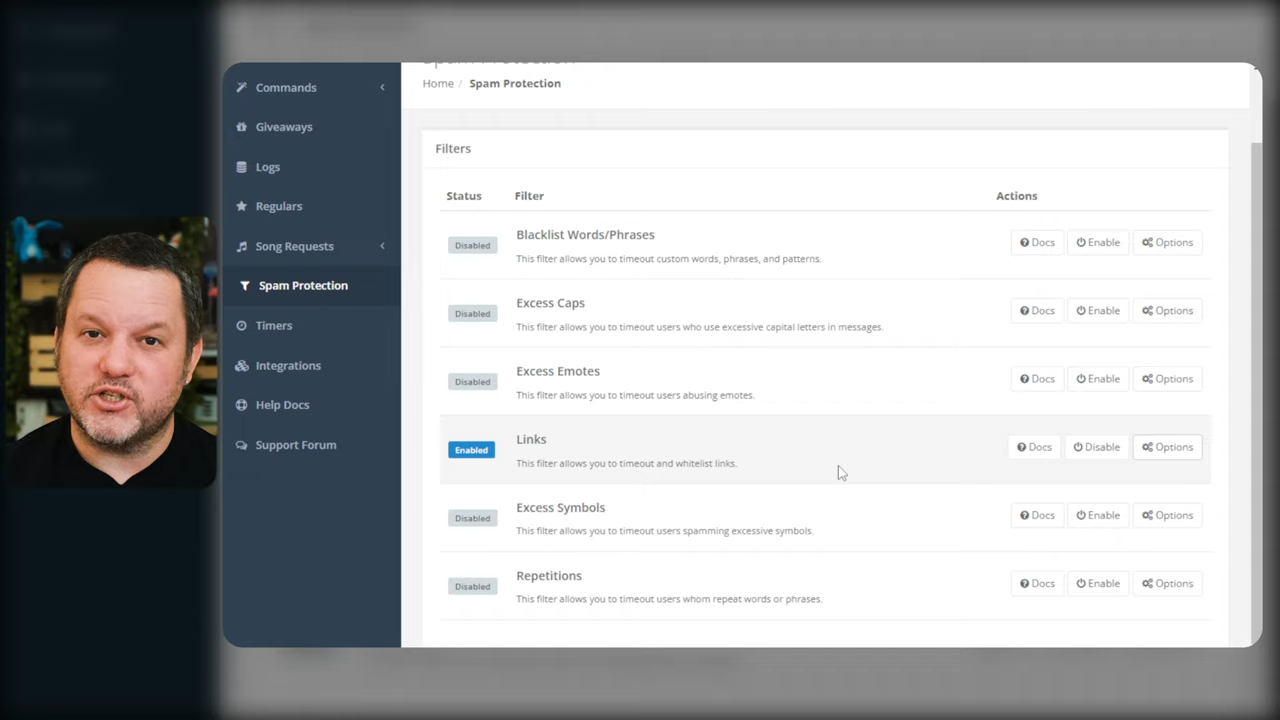 Spam Protection
Home / Spam Protection
Commands
Giveaways
Logs
Regulars
Song Requests
Spam Protection
Timers
Integrations
Help Docs
Support Forum
Filters
Status Filter Actions
Disabled Blacklist Words/Phrases Docs Enable Options
This filter allows you to timeout custom words, phrases, and patterns.
Disabled Excess Caps Docs Enable Options
This filter allows you to timeout users who use excessive capital letters in messages.
Disabled Excess Emotes Docs Enable Options
This filter allows you to timeout users abusing emotes.
Enabled Links Docs Disable Options
This filter allows you to timeout and whitelist links.
Disabled Excess Symbols Docs Enable Options
This filter allows you to timeout users spamming excessive symbols.
Disabled Repetitions Docs Enable Options
This filter allows you to timeout users whom repeat words or phrases.